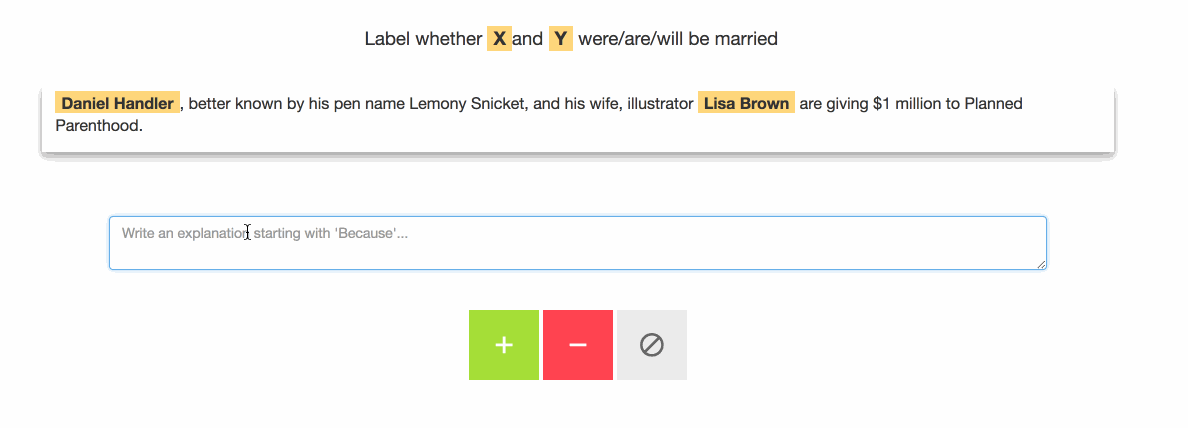 Label whether X and Y were/are/will be married
Daniel Handler , better known by his pen name Lemony Snicket, and his wife, illustrator Lisa Brown are giving $1 million to Planned
Parenthood.
Write an explanation starting with 'Because'...